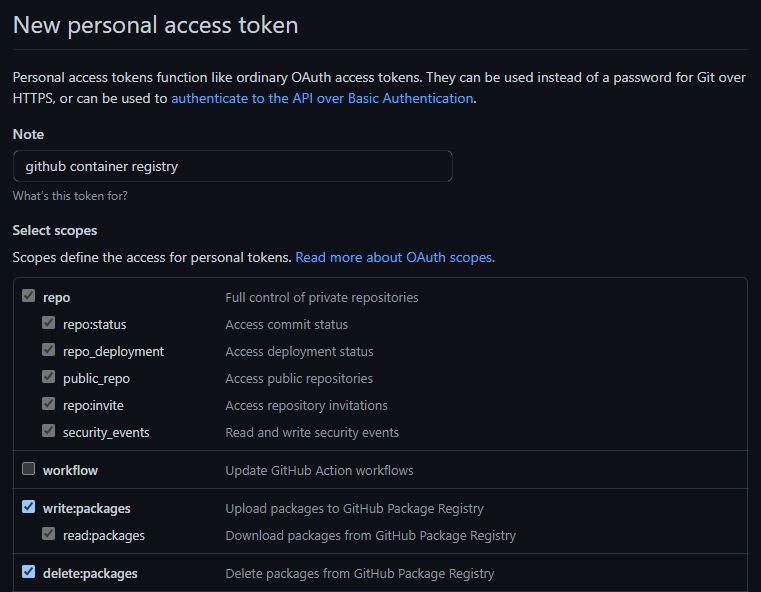 New personal access token
Personal access tokens function like ordinary OAuth access tokens. They can be used instead of a password for Git over
HTTPS, or can be used to authenticate to the API over Basic Authentication.
Note
github container registry
What's this token for?
Select scopes
Scopes define the access for personal tokens. Read more about OAuth scopes.
repo Full control of private repositories
repo:status Access commit status
repo_deployment Access deployment status
public_repo Access public repositories
repo:invite Access repository invitations
security_events Read and write security events
workflow Update GitHub Action workflows
write:packages Upload packages to GitHub Package Registry
read:packages Download packages from GitHub Package Registry
delete:packages Delete packages from GitHub Package Registry